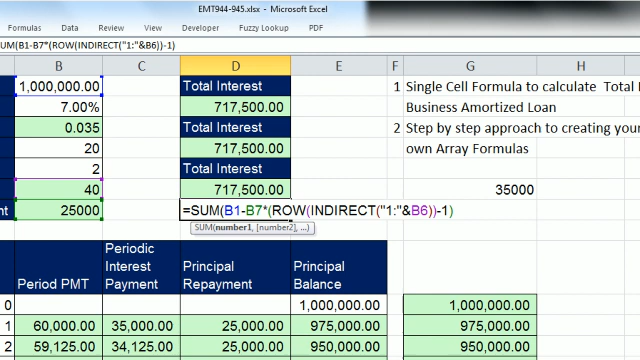 EMT944-945.xlsx - Microsoft Excel
Formulas Data Review View Developer Fuzzy Lookup PDF
SUM(B1-B7*(ROW(INDIRECT("1:"&B6))-1)
B C D E F G H
1,000,000.00 Total Interest 1 Single Cell Formula to calculate Total
7.00% 717,500.00 Business Amortized Loan
0.035 Total Interest 2 Step by step approach to creating your
20 717,500.00 own Array Formulas
2 Total Interest
40 717,500.00 35000
25000 =SUM(B1-B7*(ROW(INDIRECT("1:"&B6))-1)
SUM(number1, [number2], ...)
Period PMT Periodic Interest Payment Principal Repayment Principal Balance
0 1,000,000.00 1,000,000.00
1 60,000.00 35,000.00 25,000.00 975,000.00 975,000.00
2 59,125.00 34,125.00 25,000.00 950,000.00 950,000.00